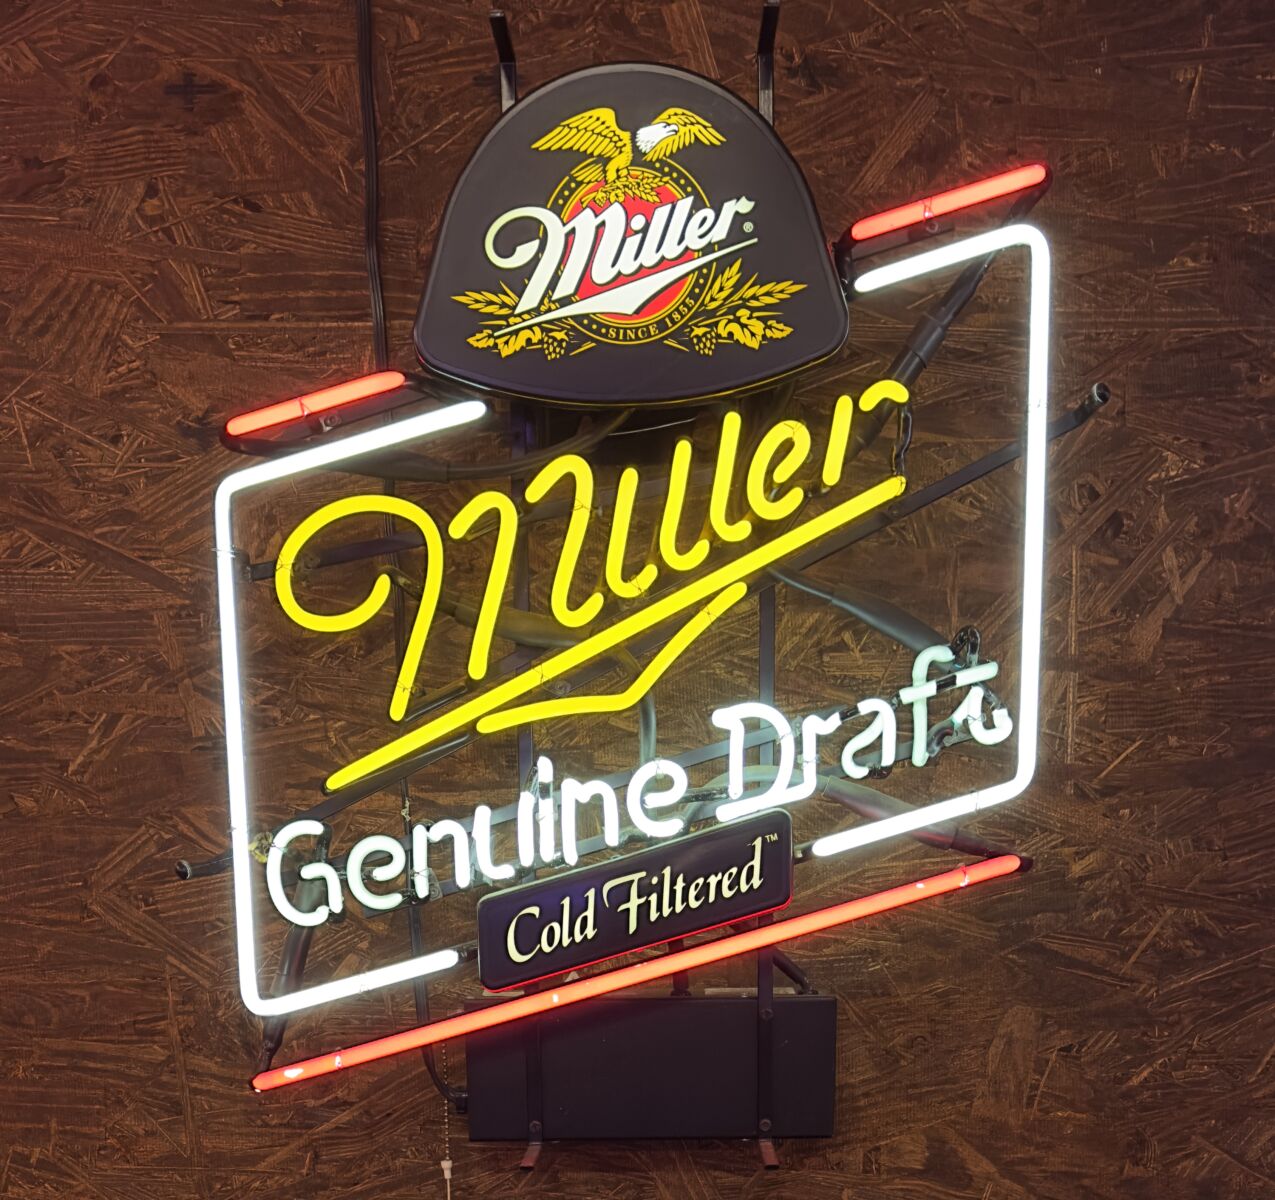 Miller®
SINCE 1855
Miller
Genuine Draft
Cold Filtered™